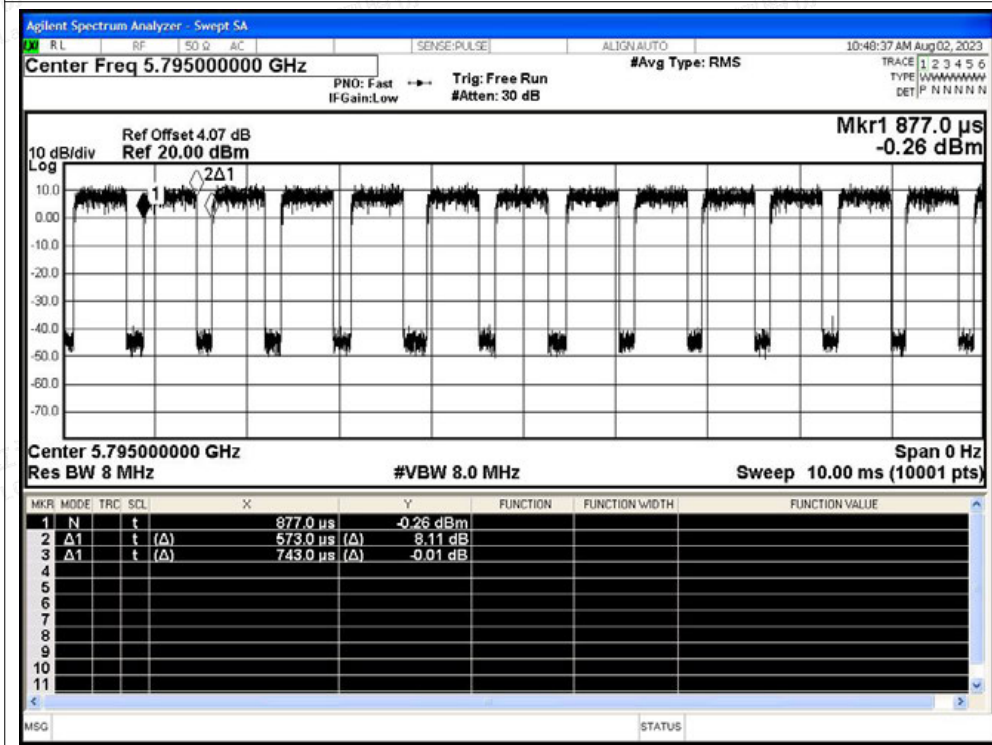 Agilent Spectrum Analyzer - Swept SA
RL RF 50 Ω AC SENSE:PULSE ALIGN AUTO 10:48:37 AM Aug 02, 2023
Center Freq 5.795000000 GHz #Avg Type: RMS TRACE 1 2 3 4 5 6
PNO: Fast Trig: Free Run TYPE WWWWWW
IFGain:Low #Atten: 30 dB DET P N N N N N
Mkr1 877.0 µs
-0.26 dBm
Ref Offset 4.07 dB
10 dB/div Ref 20.00 dBm
Log
2Δ1
10.0
1
0.00
-10.0
-20.0
-30.0
-40.0
-50.0
-60.0
-70.0
Center 5.795000000 GHz Span 0 Hz
Res BW 8 MHz #VBW 8.0 MHz Sweep 10.00 ms (10001 pts)
MKR MODE TRC SCL X Y FUNCTION FUNCTION WIDTH FUNCTION VALUE
1 N t 877.0 µs -0.26 dBm
2 Δ1 t (Δ) 573.0 µs (Δ) 8.11 dB
3 Δ1 t (Δ) 743.0 µs (Δ) -0.01 dB
4
5
6
7
8
9
10
11
MSG STATUS